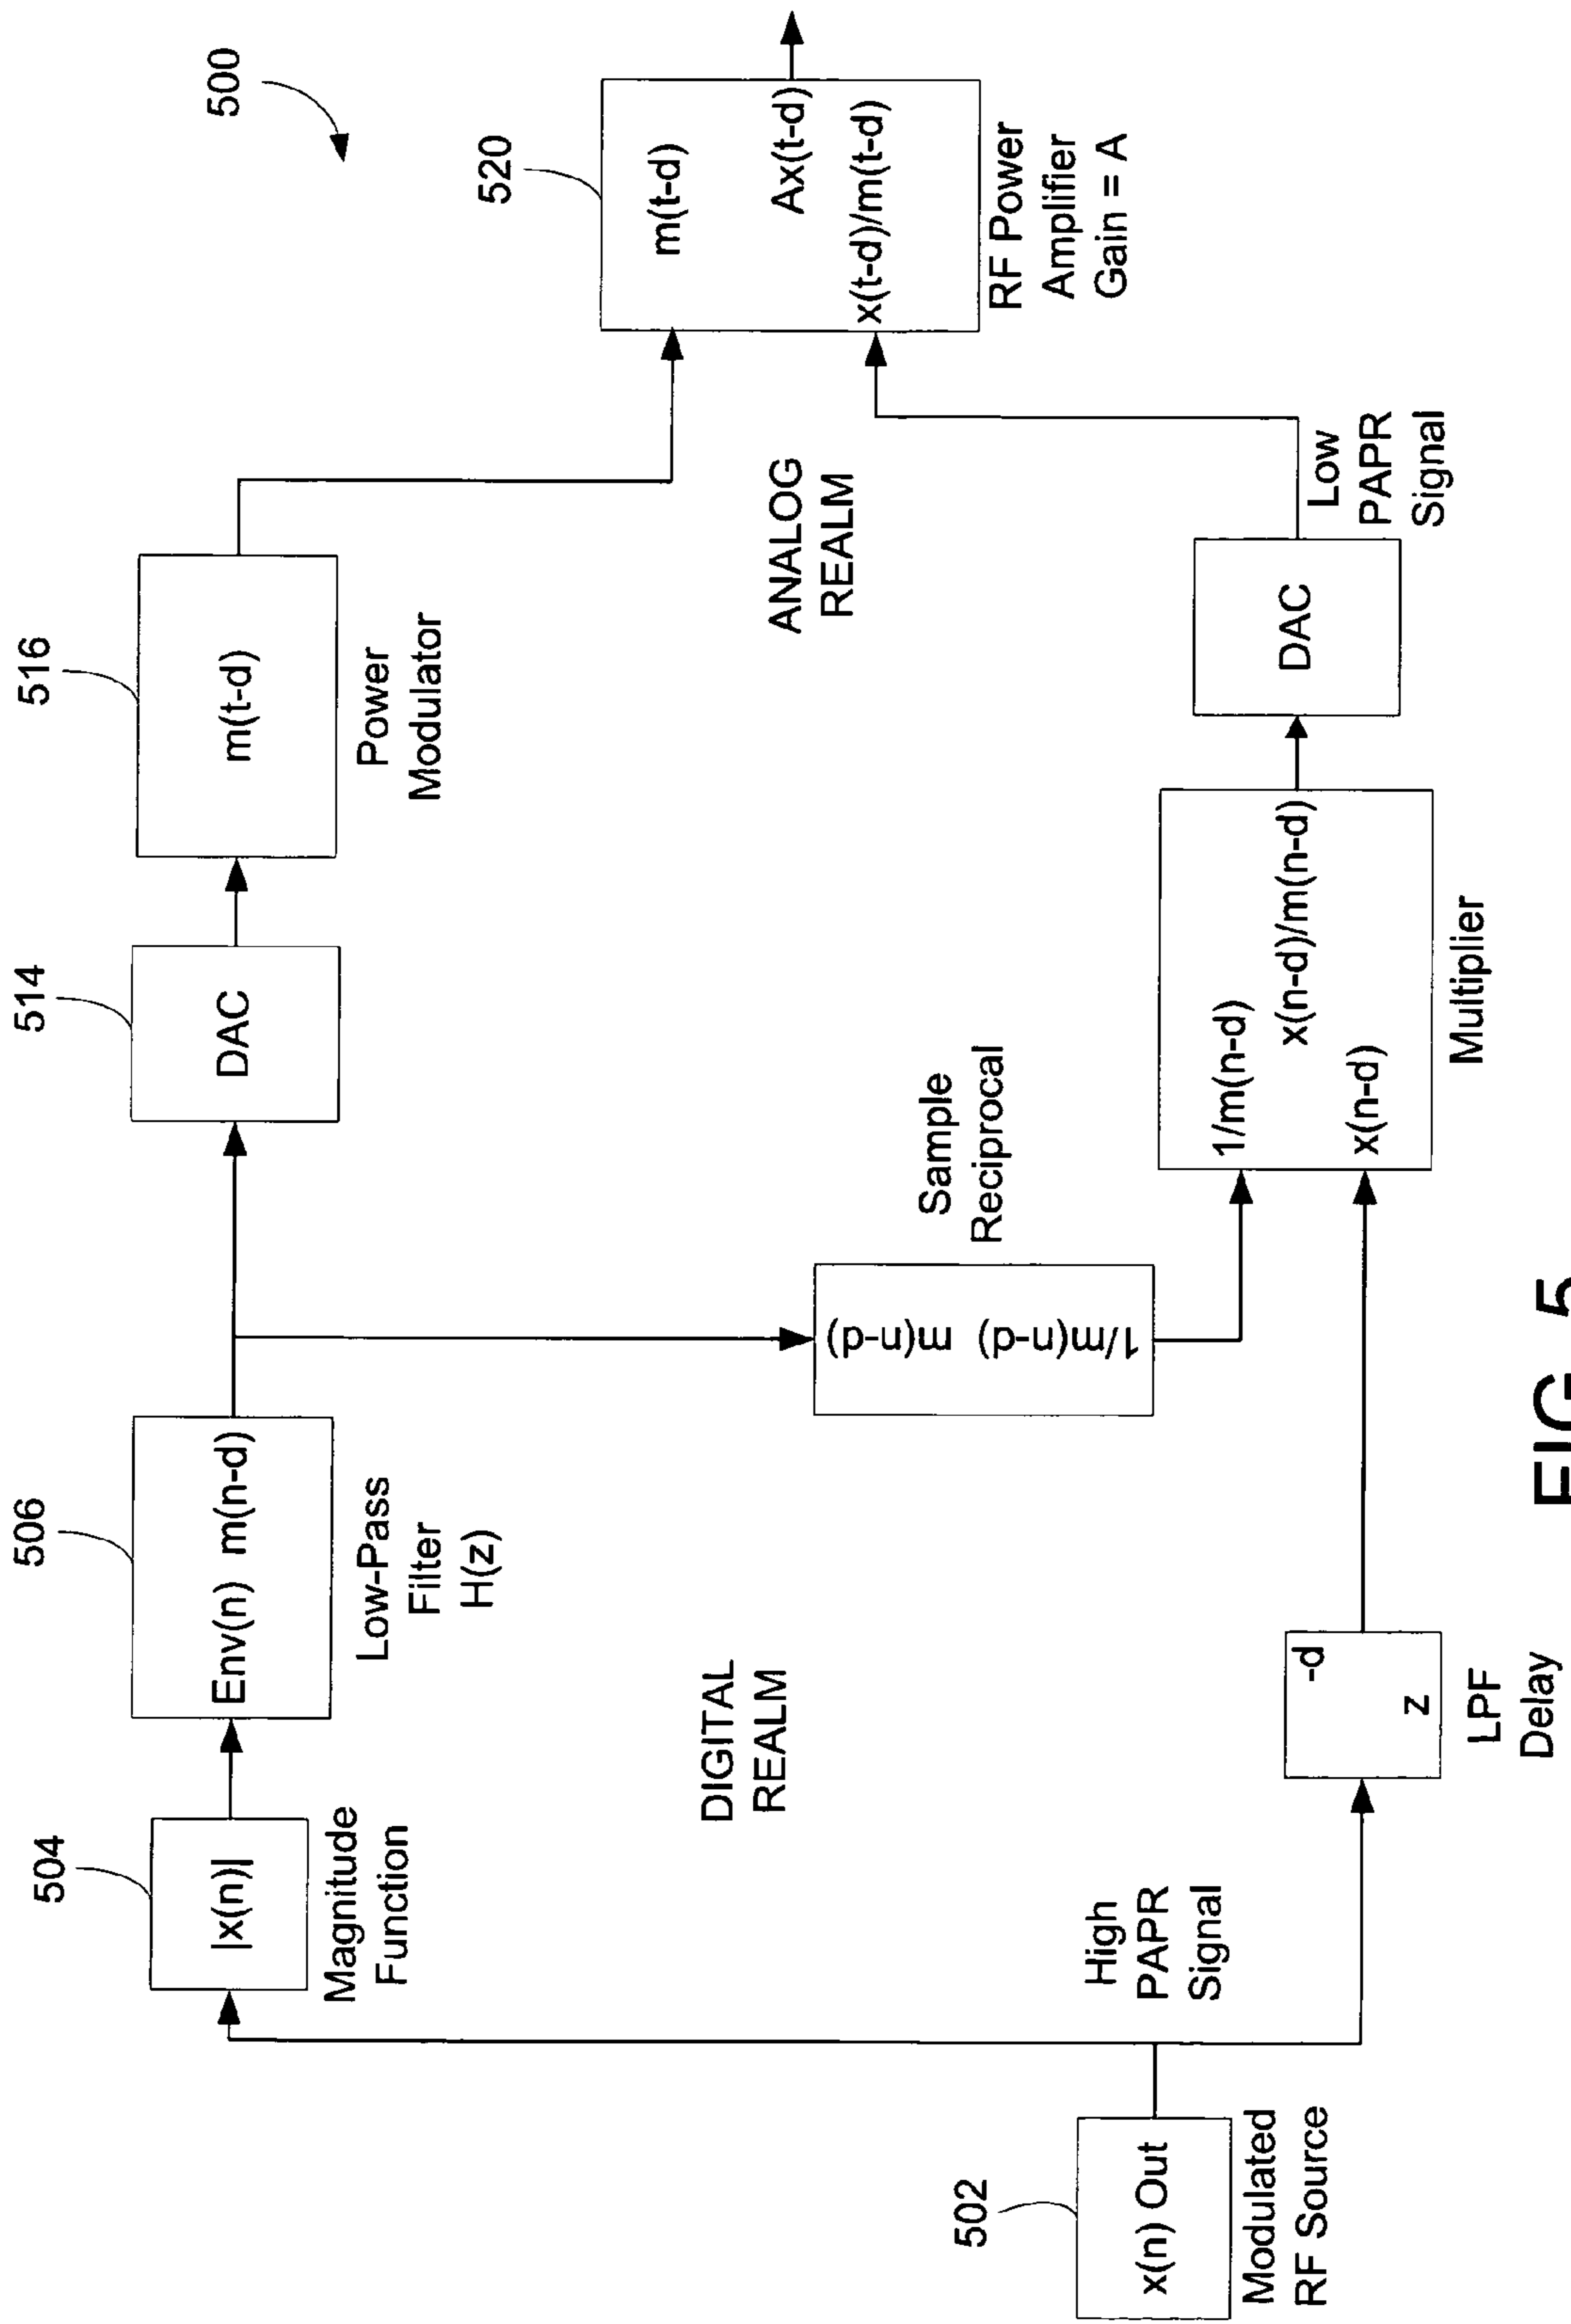 500
502
x(n) Out
Modulated
RF Source
High
PAPR
Signal
504
|x(n)|
Magnitude
Function
506
Env(n) m(n-d)
Low-Pass
Filter
H(z)
514
DAC
516
m(t-d)
Power
Modulator
DIGITAL
REALM
ANALOG
REALM
m(n-d) 1/m(n-d)
Sample
Reciprocal
z -d
LPF
Delay
1/m(n-d)
x(n-d)/m(n-d)
x(n-d)
Multiplier
DAC
Low
PAPR
Signal
520
m(t-d)
Ax(t-d)
x(t-d)/m(t-d)
RF Power
Amplifier
Gain = A
FIG. 5